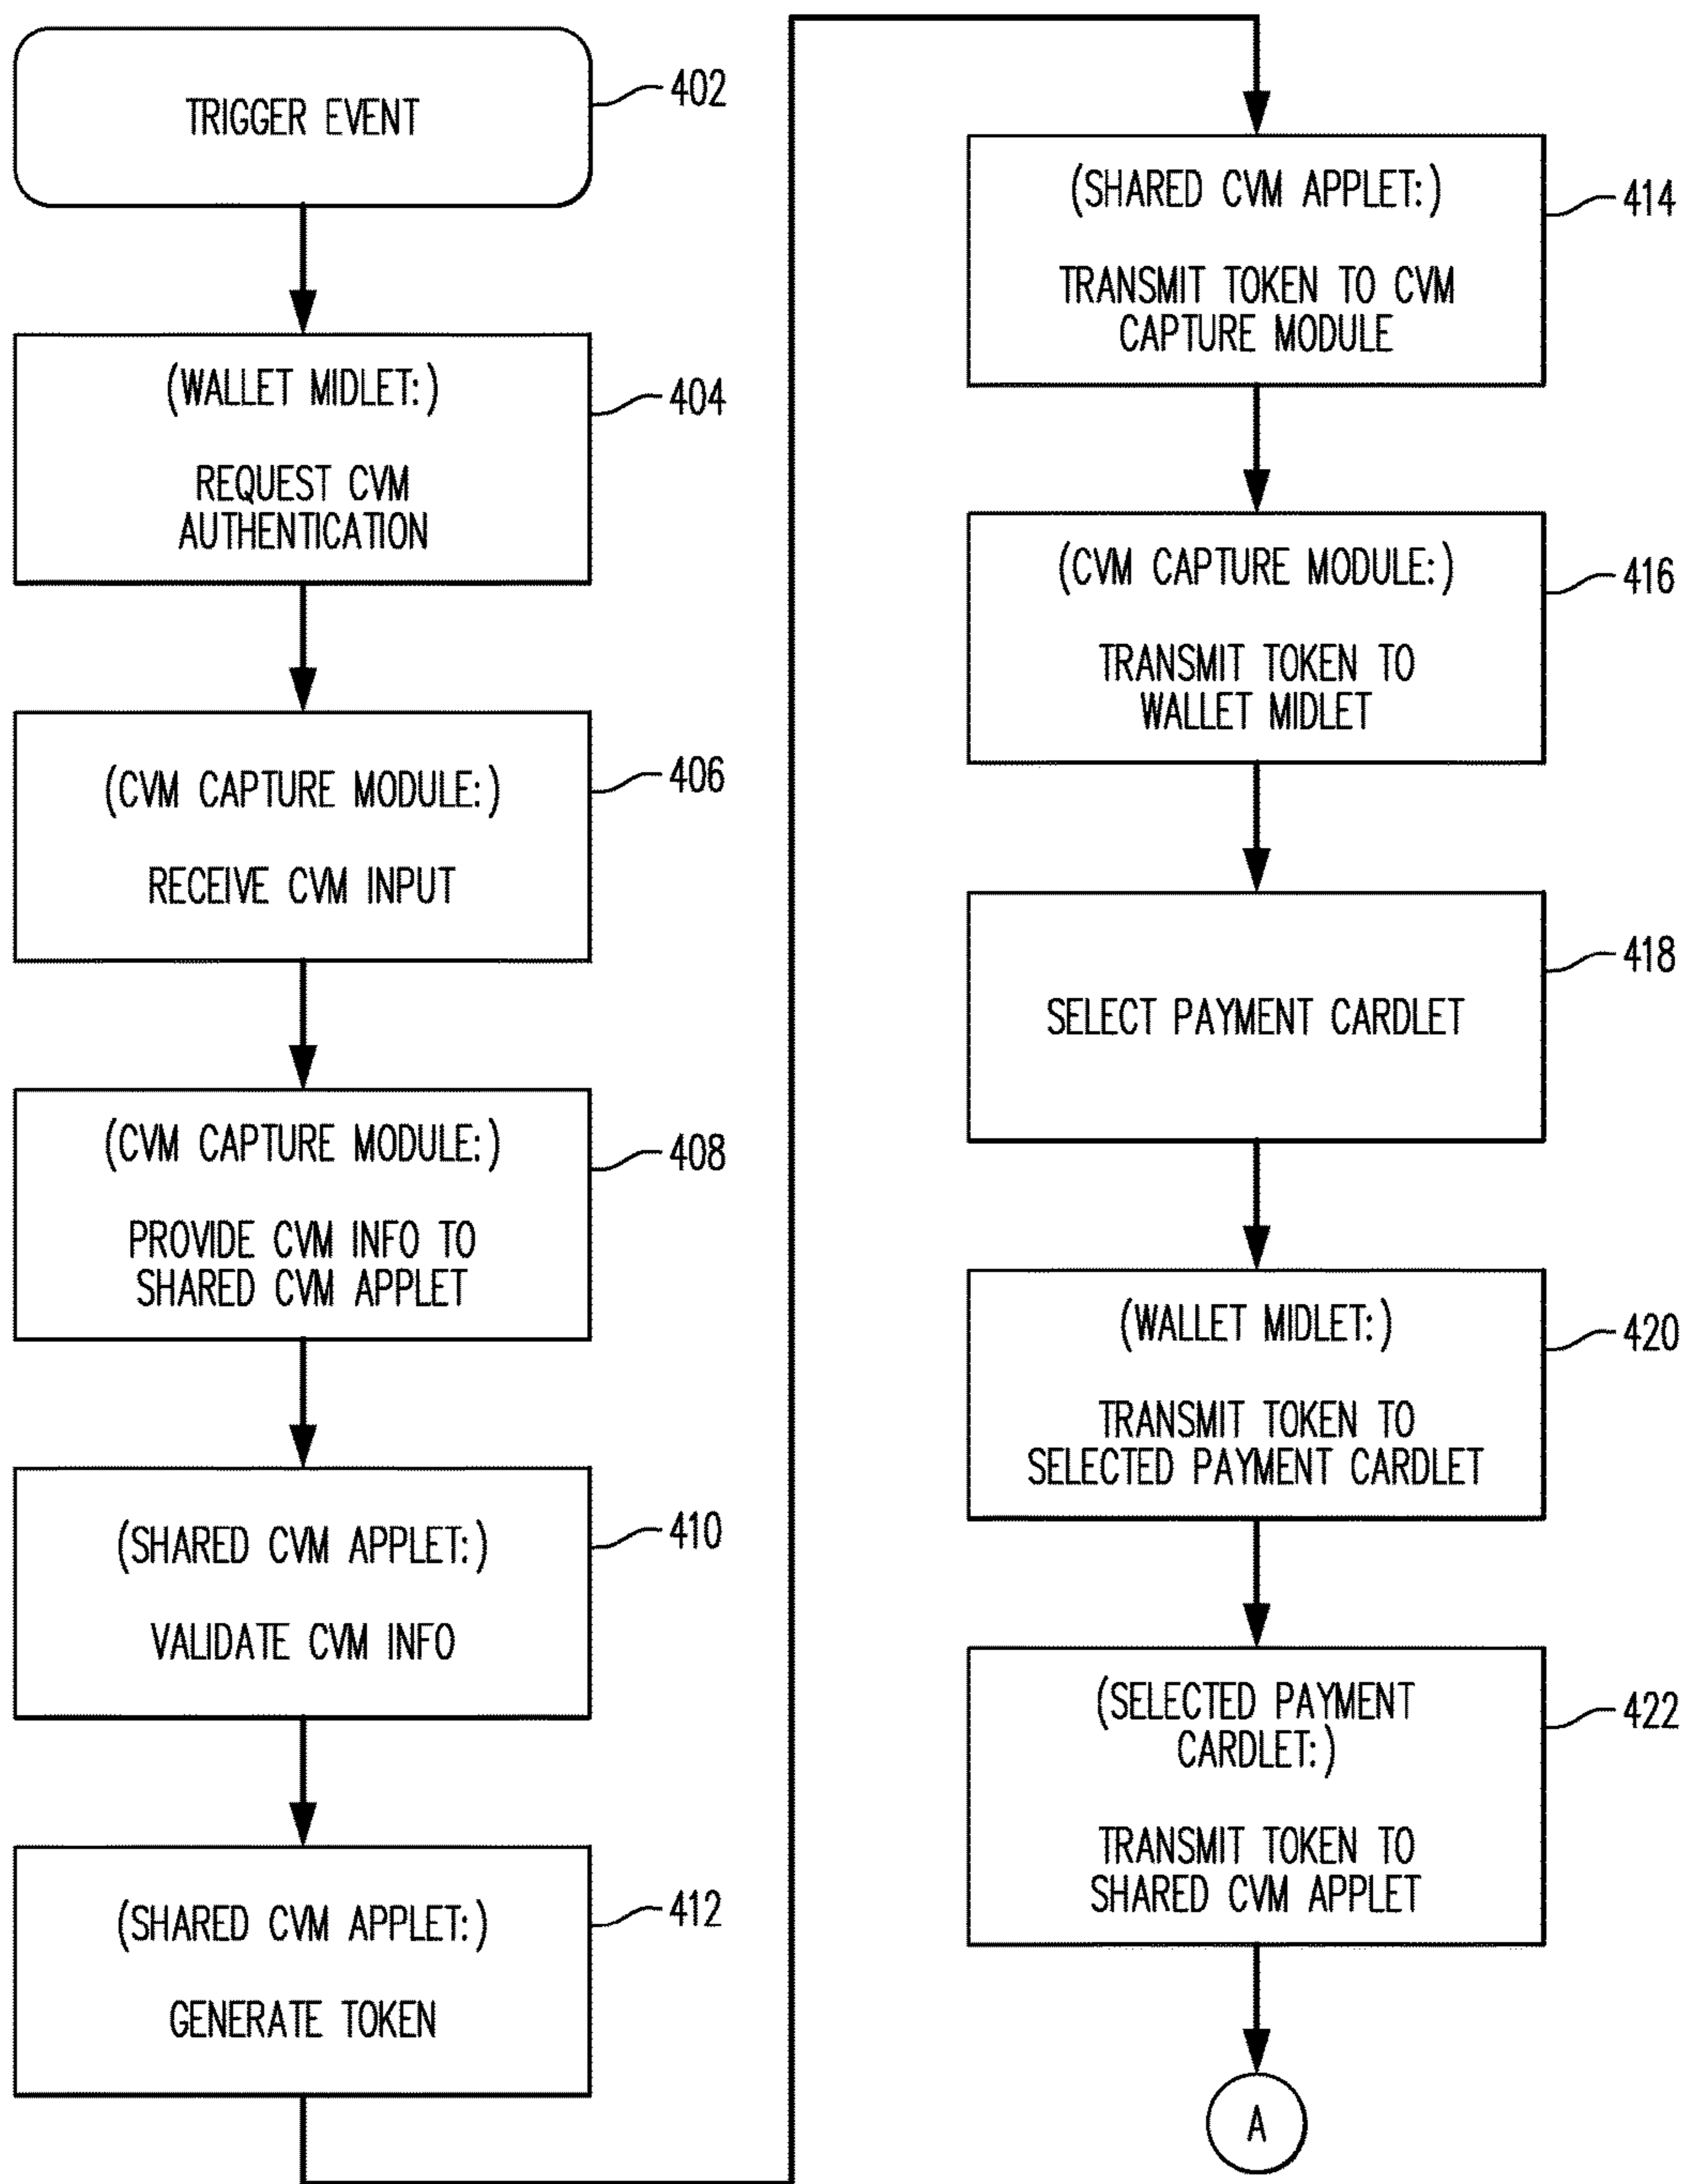 TRIGGER EVENT
402
(WALLET MIDLET:)
REQUEST CVM
AUTHENTICATION
404
(CVM CAPTURE MODULE:)
RECEIVE CVM INPUT
406
(CVM CAPTURE MODULE:)
PROVIDE CVM INFO TO
SHARED CVM APPLET
408
(SHARED CVM APPLET:)
VALIDATE CVM INFO
410
(SHARED CVM APPLET:)
GENERATE TOKEN
412
(SHARED CVM APPLET:)
TRANSMIT TOKEN TO CVM
CAPTURE MODULE
414
(CVM CAPTURE MODULE:)
TRANSMIT TOKEN TO
WALLET MIDLET
416
SELECT PAYMENT CARDLET
418
(WALLET MIDLET:)
TRANSMIT TOKEN TO
SELECTED PAYMENT CARDLET
420
(SELECTED PAYMENT
CARDLET:)
TRANSMIT TOKEN TO
SHARED CVM APPLET
422
A